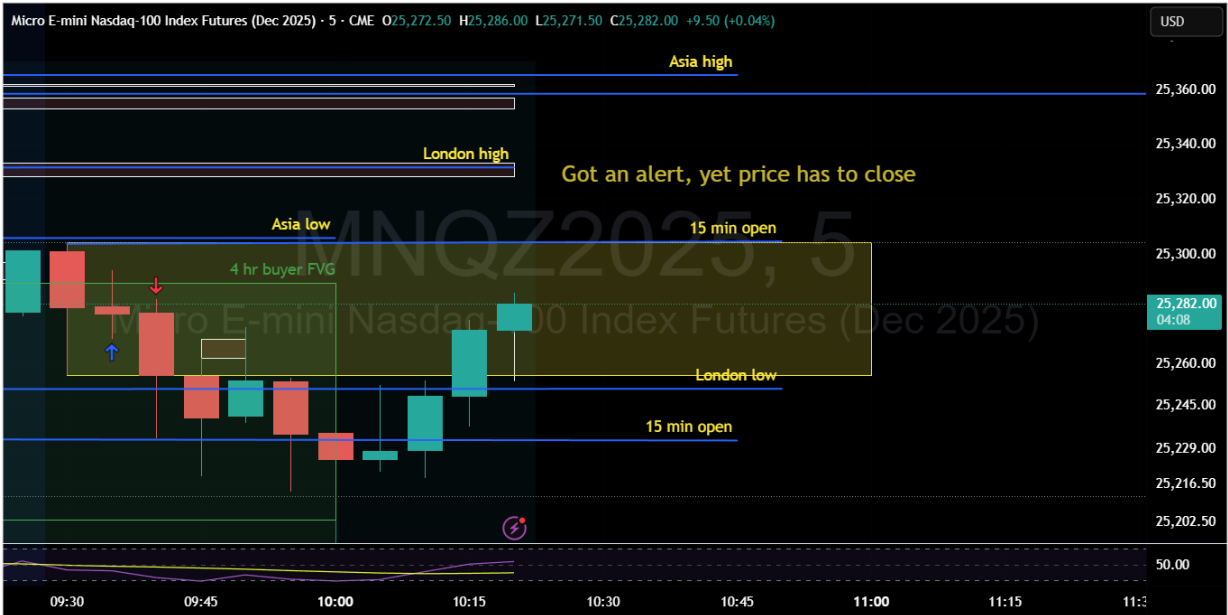 Micro E-mini Nasdaq-100 Index Futures (Dec 2025) · 5 · CME O25,272.50 H25,286.00 L25,271.50 C25,282.00 +9.50 (+0.04%)
USD
Asia high
25,360.00
25,340.00
London high
Got an alert, yet price has to close
25,320.00
MNQZ2025, 5
Asia low
15 min open
25,300.00
4 hr buyer FVG
25,282.00
04:08
Micro E-mini Nasdaq-100 Index Futures (Dec 2025)
25,260.00
London low
25,245.00
15 min open
25,229.00
25,216.50
25,202.50
50.00
09:30 09:45 10:00 10:15 10:30 10:45 11:00 11:15